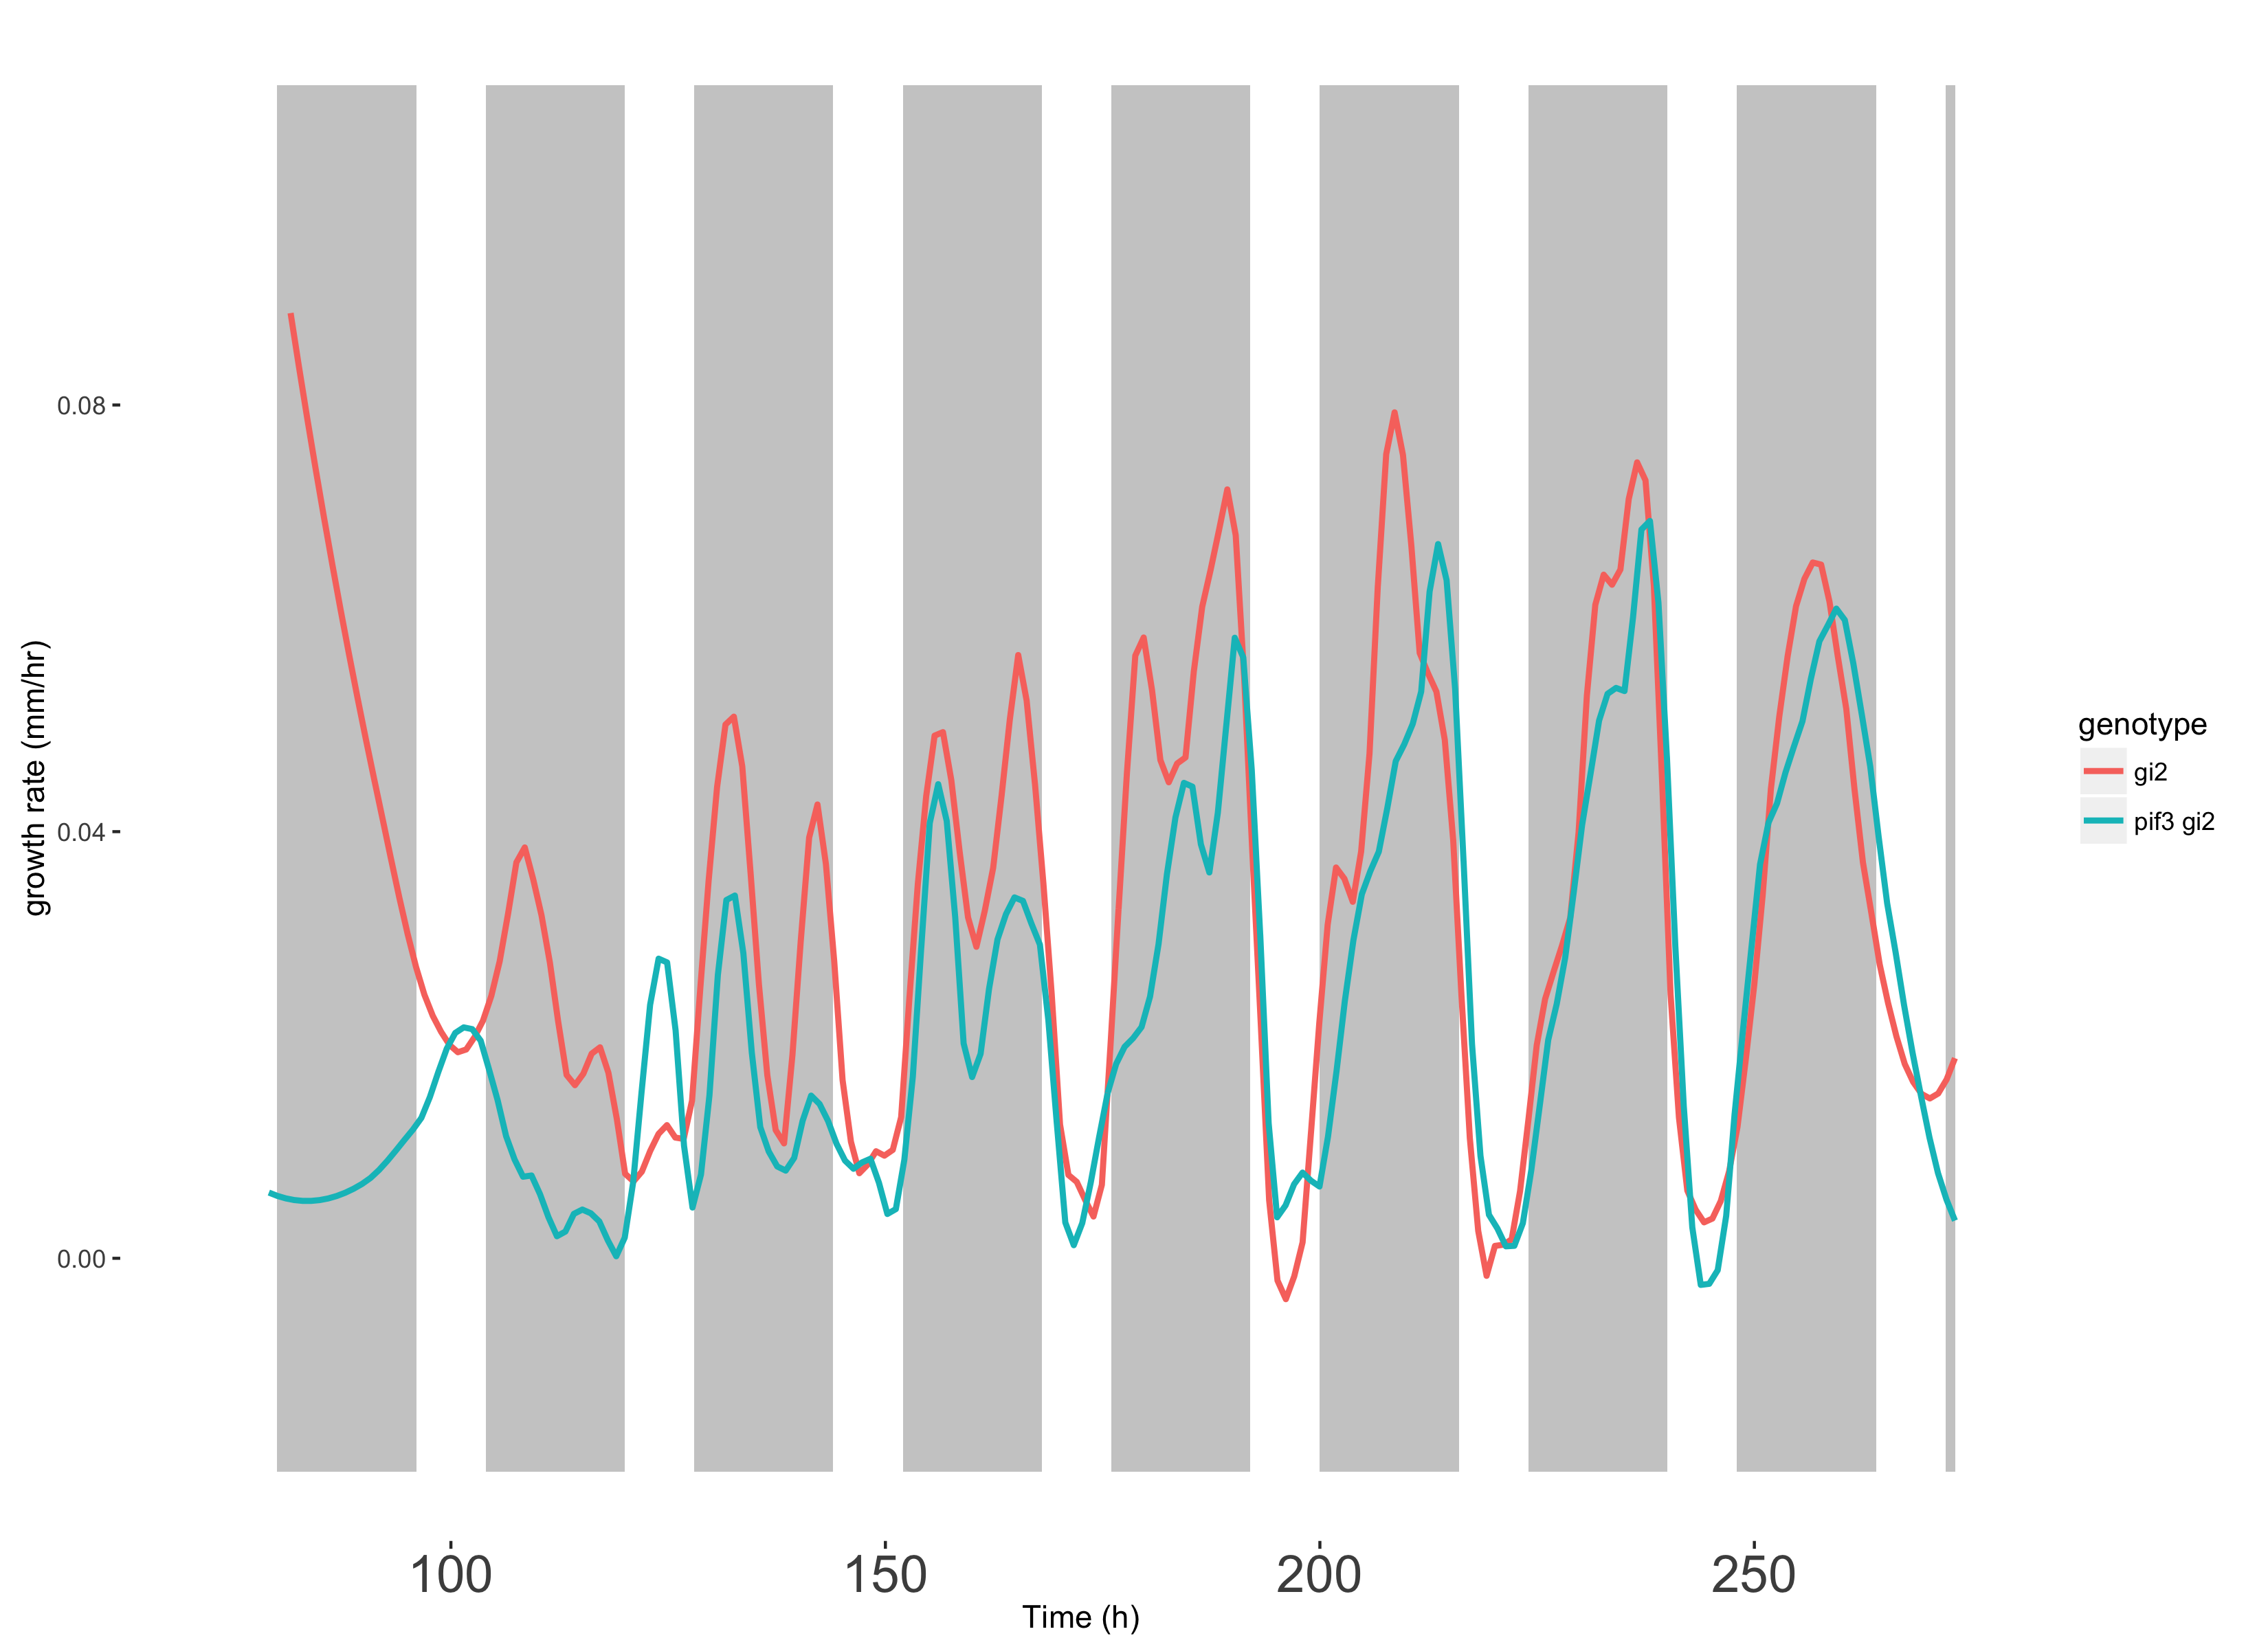 growth rate (mm/hr)
0.08
0.04
0.00
100 150 200 250
Time (h)
genotype
gi2
pif3 gi2